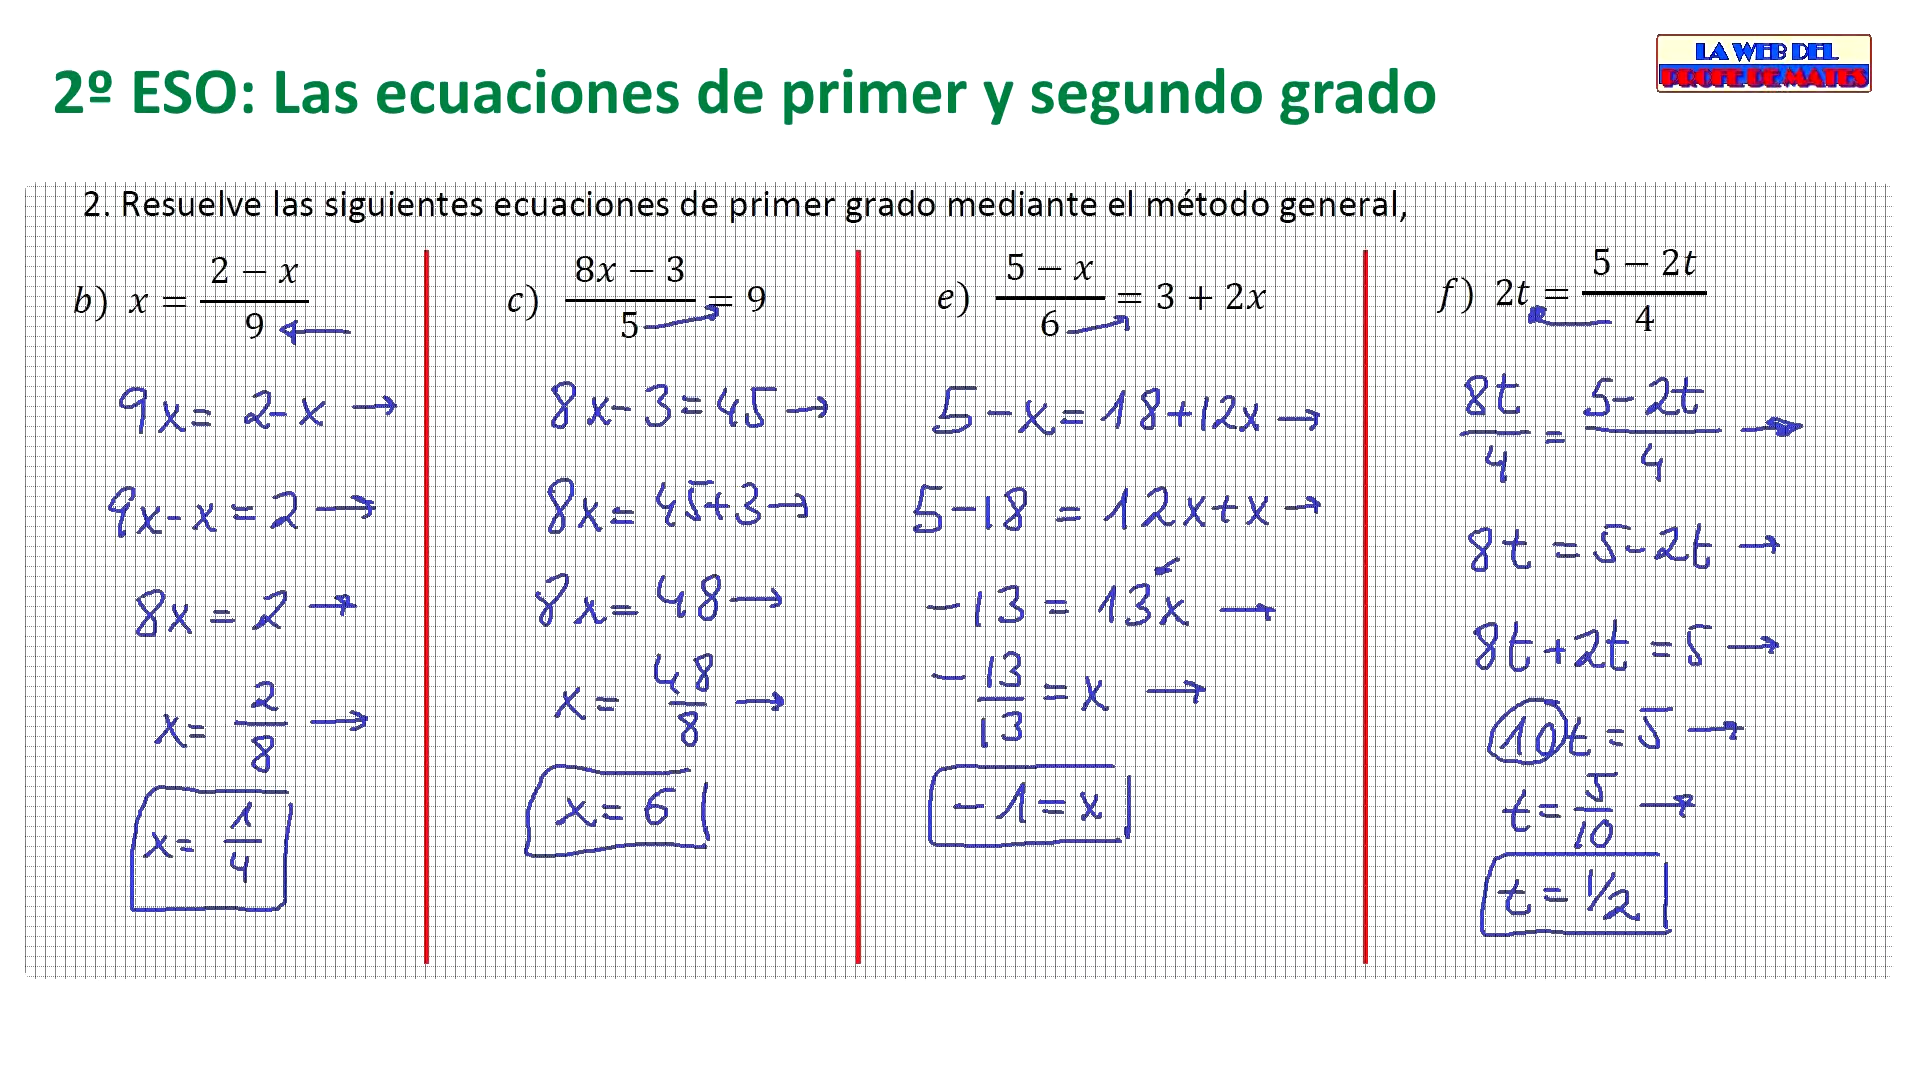 2º ESO: Las ecuaciones de primer y segundo grado
LA WEB DEL
PROFE DE MATES
2. Resuelve las siguientes ecuaciones de primer grado mediante el método general,
b) x = (2 − x)/9
9x = 2 - x →
9x - x = 2 →
8x = 2 →
x = 2/8 →
x = 1/4
c) (8x − 3)/5 = 9
8x - 3 = 45 →
8x = 45 + 3 →
8x = 48 →
x = 48/8 →
x = 6
e) (5 − x)/6 = 3 + 2x
5 - x = 18 + 12x →
5 - 18 = 12x + x →
- 13 = 13x →
- 13/13 = x →
- 1 = x
f) 2t = (5 − 2t)/4
8t/4 = (5 - 2t)/4 →
8t = 5 - 2t →
8t + 2t = 5 →
10t = 5 →
t = 5/10 →
t = 1/2